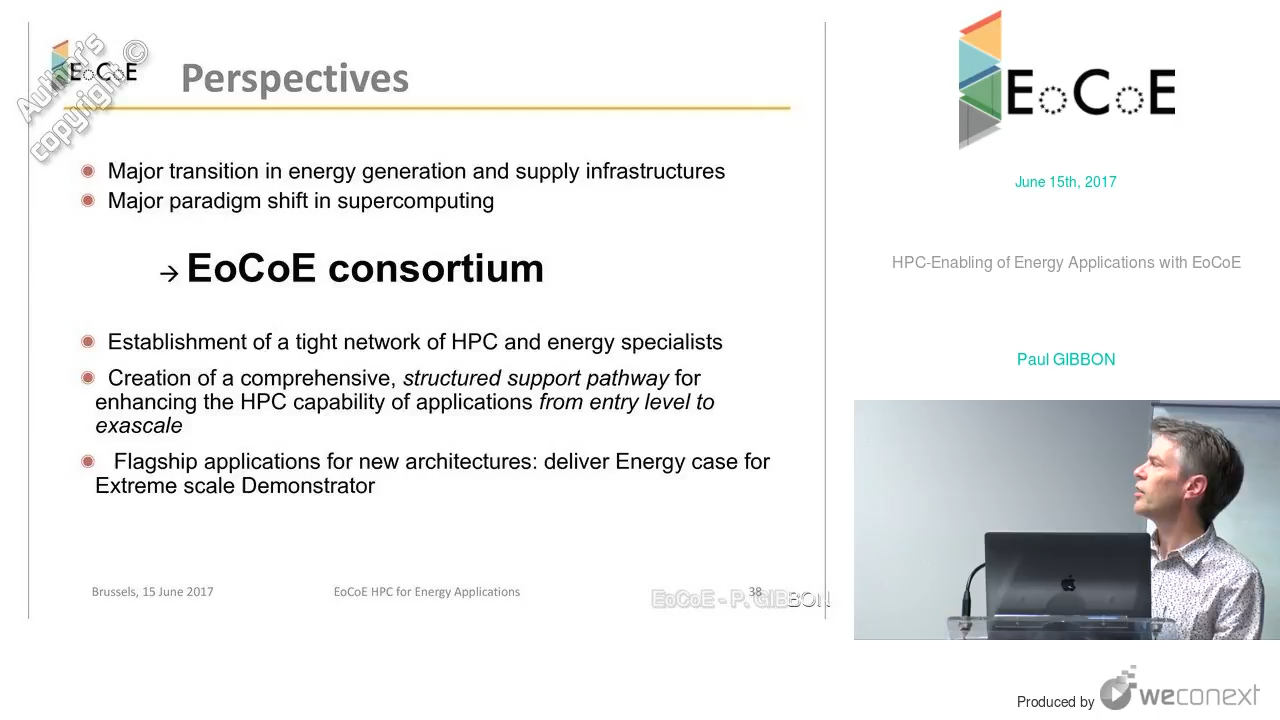 Author's ©
copyright
EoCoE
Perspectives
Major transition in energy generation and supply infrastructures
Major paradigm shift in supercomputing
→ EoCoE consortium
Establishment of a tight network of HPC and energy specialists
Creation of a comprehensive, structured support pathway for
enhancing the HPC capability of applications from entry level to
exascale
Flagship applications for new architectures: deliver Energy case for
Extreme scale Demonstrator
Brussels, 15 June 2017
EoCoE HPC for Energy Applications
38
EoCoE - P. GIBBON
EoCoE
June 15th, 2017
HPC-Enabling of Energy Applications with EoCoE
Paul GIBBON
Produced by weconext